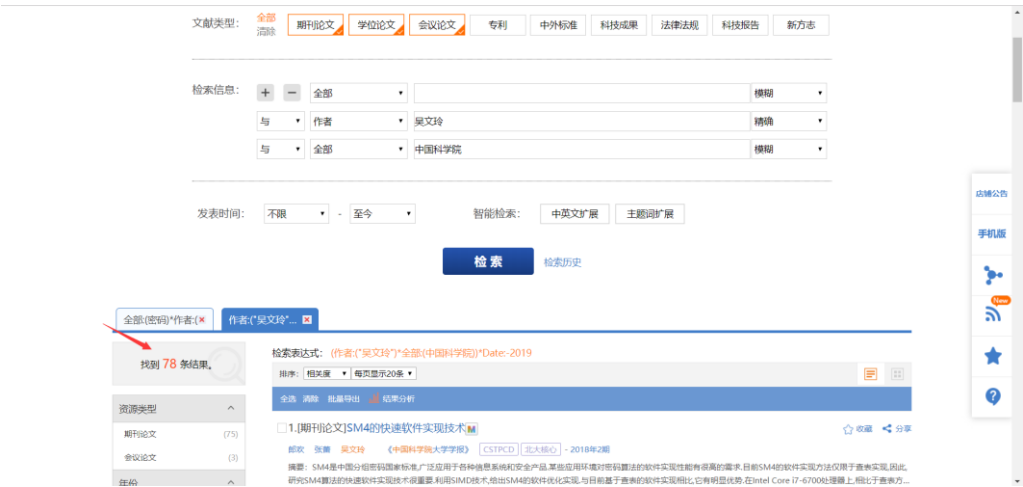 文献类型: 全部 清除 期刊论文 学位论文 会议论文 专利 中外标准 科技成果 法律法规 科技报告 新方志
检索信息: + − 全部 模糊
与 作者 吴文玲 精确
与 全部 中国科学院 模糊
发表时间: 不限 - 至今 智能检索: 中英文扩展 主题词扩展
检索 检索历史
店铺公告
手机版
New
全部:(密码)*作者:( 作者:("吴文玲"...
找到 78 条结果。
检索表达式: (作者:("吴文玲")*全部:(中国科学院))*Date:-2019
排序: 相关度 每页显示20条
全选 清除 批量导出 结果分析
资源类型
期刊论文 (75)
会议论文 (3)
年份
1.[期刊论文]SM4的快速软件实现技术 M 收藏 分享
郎欢 张蕾 吴文玲 《中国科学院大学学报》 CSTPCD 北大核心 - 2018年2期
摘要: SM4是中国分组密码国家标准,广泛应用于各种信息系统和安全产品.某些应用环境对密码算法的软件实现性能有很高的需求.目前SM4的软件实现方法仅限于查表实现,因此,
研究SM4算法的快速软件实现技术很重要.利用SIMD技术,给出SM4的软件优化实现.与目前基于查表的软件实现相比,它有明显优势.在Intel Core i7-6700处理器上,相比于查表方...